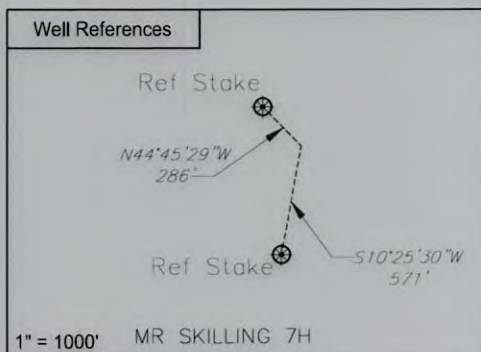 Well References
Ref Stake
N44°45'29"W
286'
Ref Stake
S10°25'30"W
571'
1" = 1000'
MR SKILLING 7H